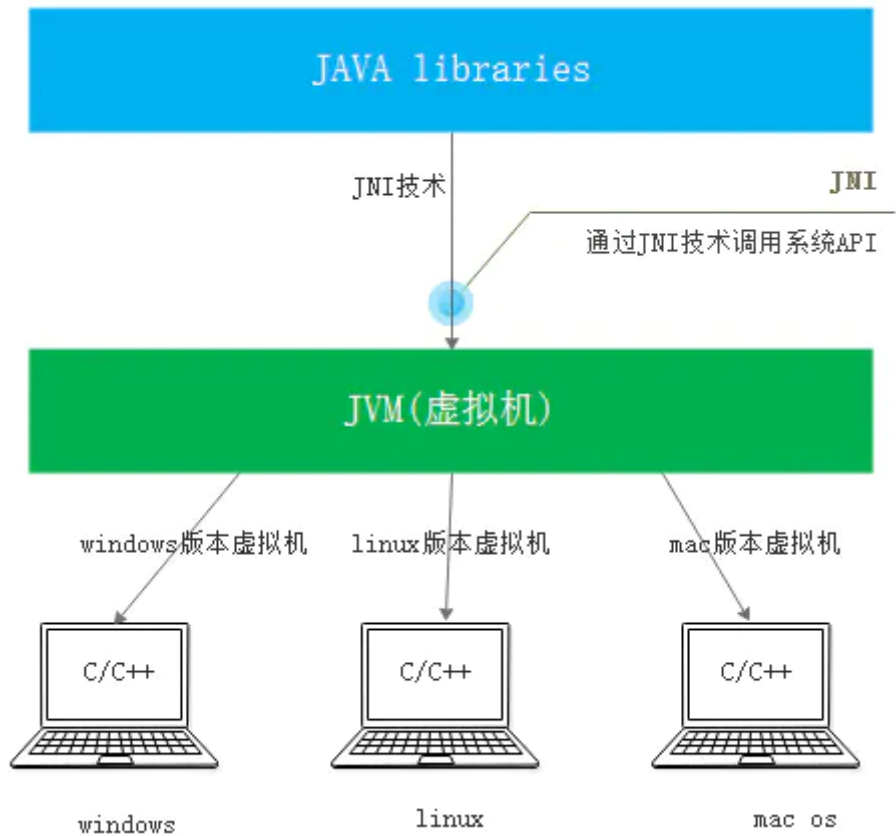 JAVA libraries
JNI技术
JNI
通过JNI技术调用系统API
JVM(虚拟机)
windows版本虚拟机
linux版本虚拟机
mac版本虚拟机
C/C++
C/C++
C/C++
windows
linux
mac os